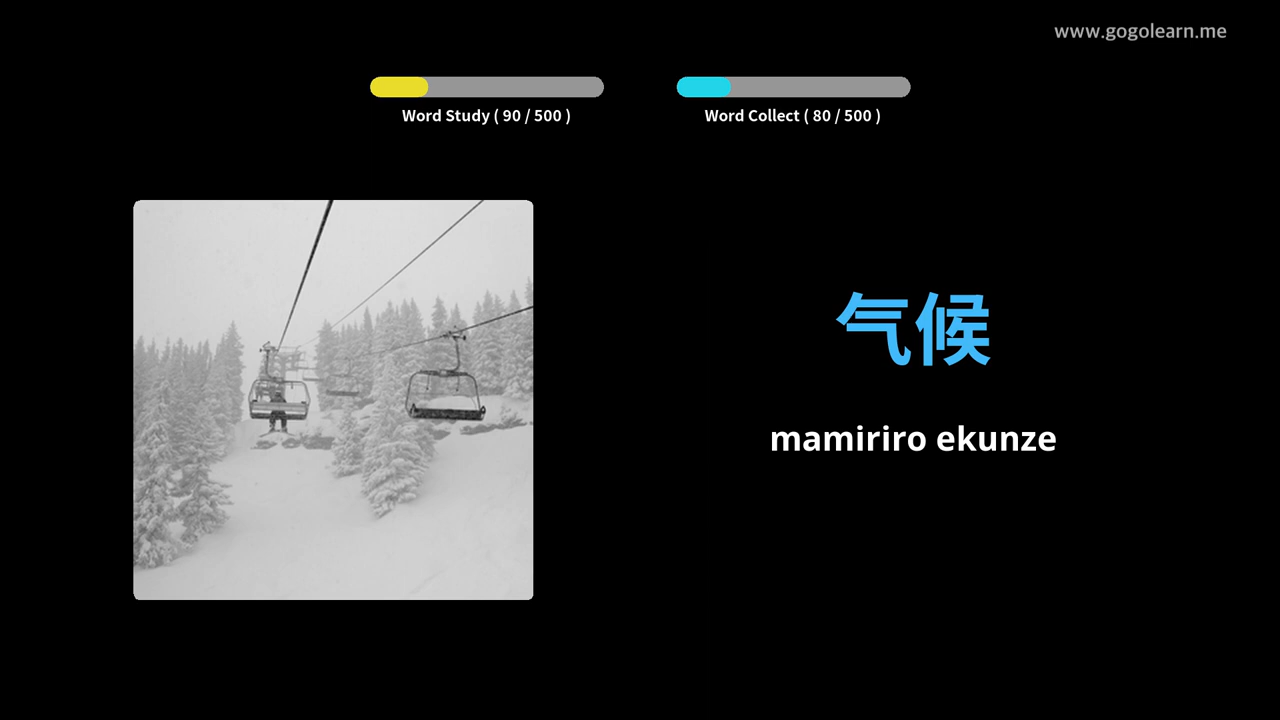 www.gogolearn.me
Word Study ( 90 / 500 )
Word Collect ( 80 / 500 )
气候
mamiriro ekunze